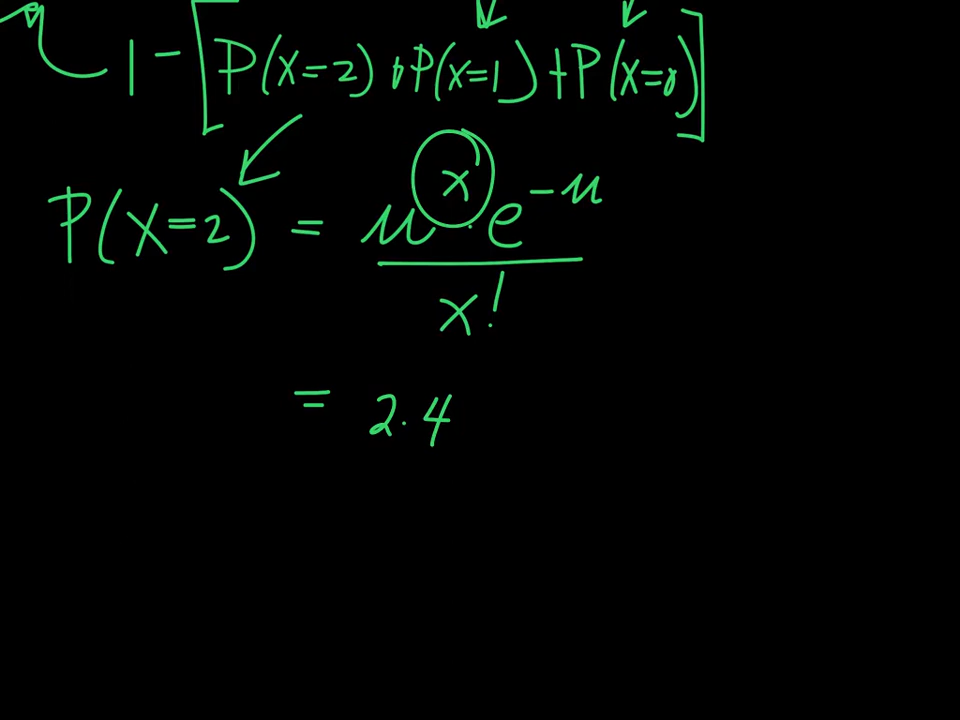 1 - [P(X=2) + P(X=1) + P(X=0)]
P(X=2) = μ^x · e^-μ / x!
= 2.4